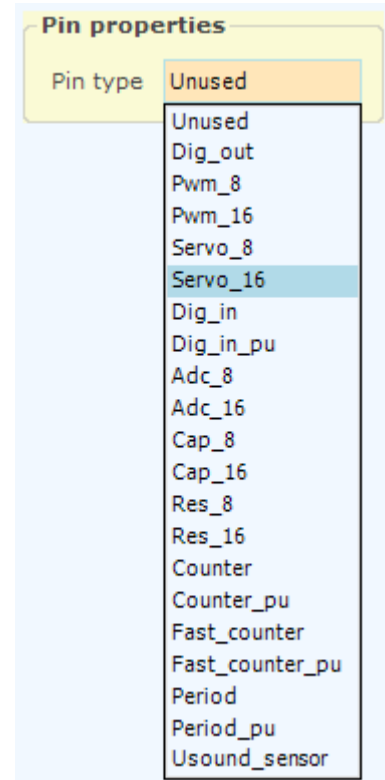 Pin properties
Pin type Unused
Unused
Dig_out
Pwm_8
Pwm_16
Servo_8
Servo_16
Dig_in
Dig_in_pu
Adc_8
Adc_16
Cap_8
Cap_16
Res_8
Res_16
Counter
Counter_pu
Fast_counter
Fast_counter_pu
Period
Period_pu
Usound_sensor